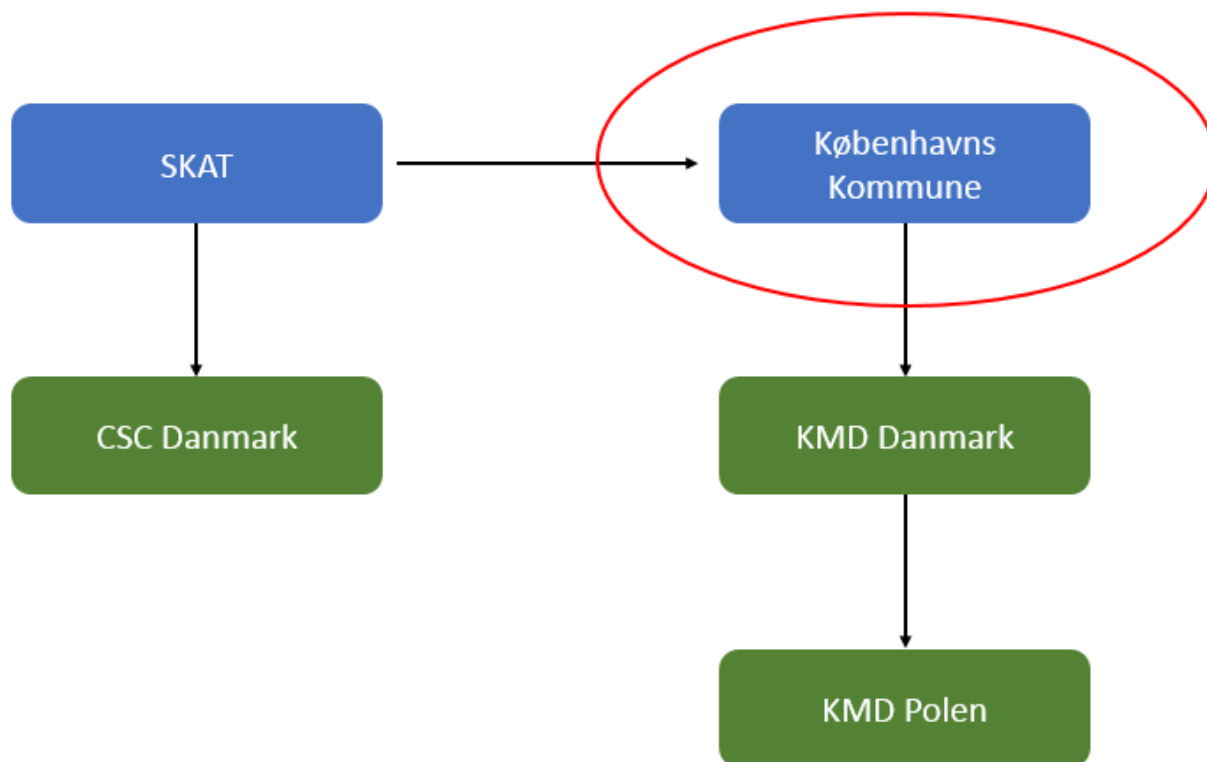 SKAT
Københavns
Kommune
CSC Danmark
KMD Danmark
KMD Polen